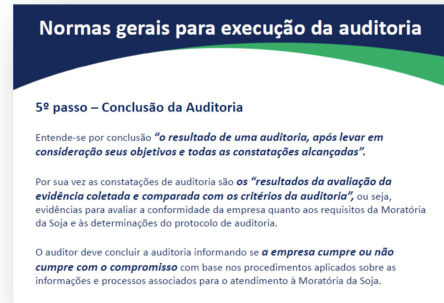 Normas gerais para execução da auditoria
5º passo – Conclusão da Auditoria
Entende-se por conclusão "o resultado de uma auditoria, após levar em
consideração seus objetivos e todas as constatações alcançadas".
Por sua vez as constatações de auditoria são os "resultados da avaliação da
evidência coletada e comparada com os critérios da auditoria", ou seja,
evidências para avaliar a conformidade da empresa quanto aos requisitos da Moratória
da Soja e às determinações do protocolo de auditoria.
O auditor deve concluir a auditoria informando se a empresa cumpre ou não
cumpre com o compromisso com base nos procedimentos aplicados sobre as
informações e processos associados para o atendimento à Moratória da Soja.